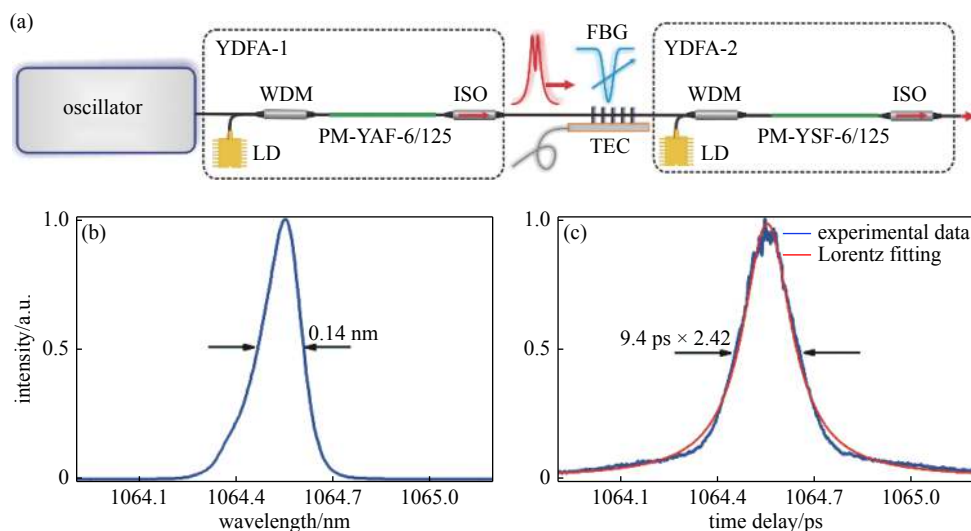 (a)
YDFA-1
FBG
YDFA-2
oscillator
WDM
ISO
WDM
ISO
LD
PM-YAF-6/125
TEC
LD
PM-YSF-6/125
(b)
1.0
0.14 nm
0.5
0
intensity/a.u.
1064.1 1064.4 1064.7 1065.0
wavelength/nm
(c)
1.0
experimental data
Lorentz fitting
9.4 ps × 2.42
0.5
0
1064.1 1064.4 1064.7 1065.0
time delay/ps